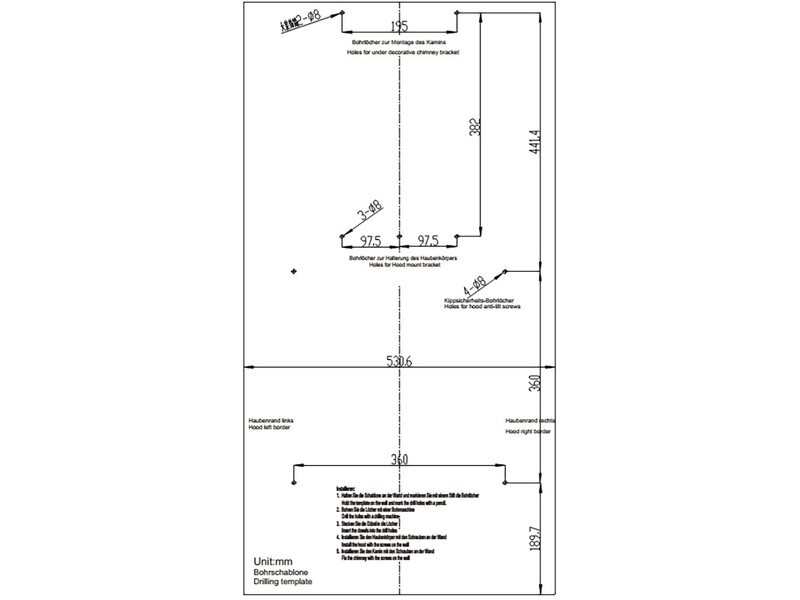 2-Ø8
195
Bohrlöcher zur Montage des Kamins
Holes for under decorative chimney bracket
382
441.4
3-Ø8
97.5
97.5
Bohrlöcher zur Halterung des Haubenkörpers
Holes for Hood mount bracket
4-Ø8
Kippsicherheits-Bohrlöcher
Holes for hood anti-tilt screws
530.6
360
Haubenrand links
Hood left border
Haubenrand rechts
Hood right border
360
Installieren:
1. Halten Sie die Schablone an der Wand und markieren Sie mit einem Stift die Bohrlöcher
Hold the template on the wall and mark the drill holes with a pencil.
2. Bohren Sie die Löcher mit einer Bohrmaschine
Drill the holes with a drilling machine
3. Stecken Sie die Dübel in die Löcher
Insert the dowels into the drill holes
4. Installieren Sie den Haubenkörper mit den Schrauben an der Wand
Install the hood with the screws on the wall
5. Installieren Sie den Kamin mit den Schrauben an der Wand
Fix the chimney with the screws on the wall
189.7
Unit:mm
Bohrschablone
Drilling template